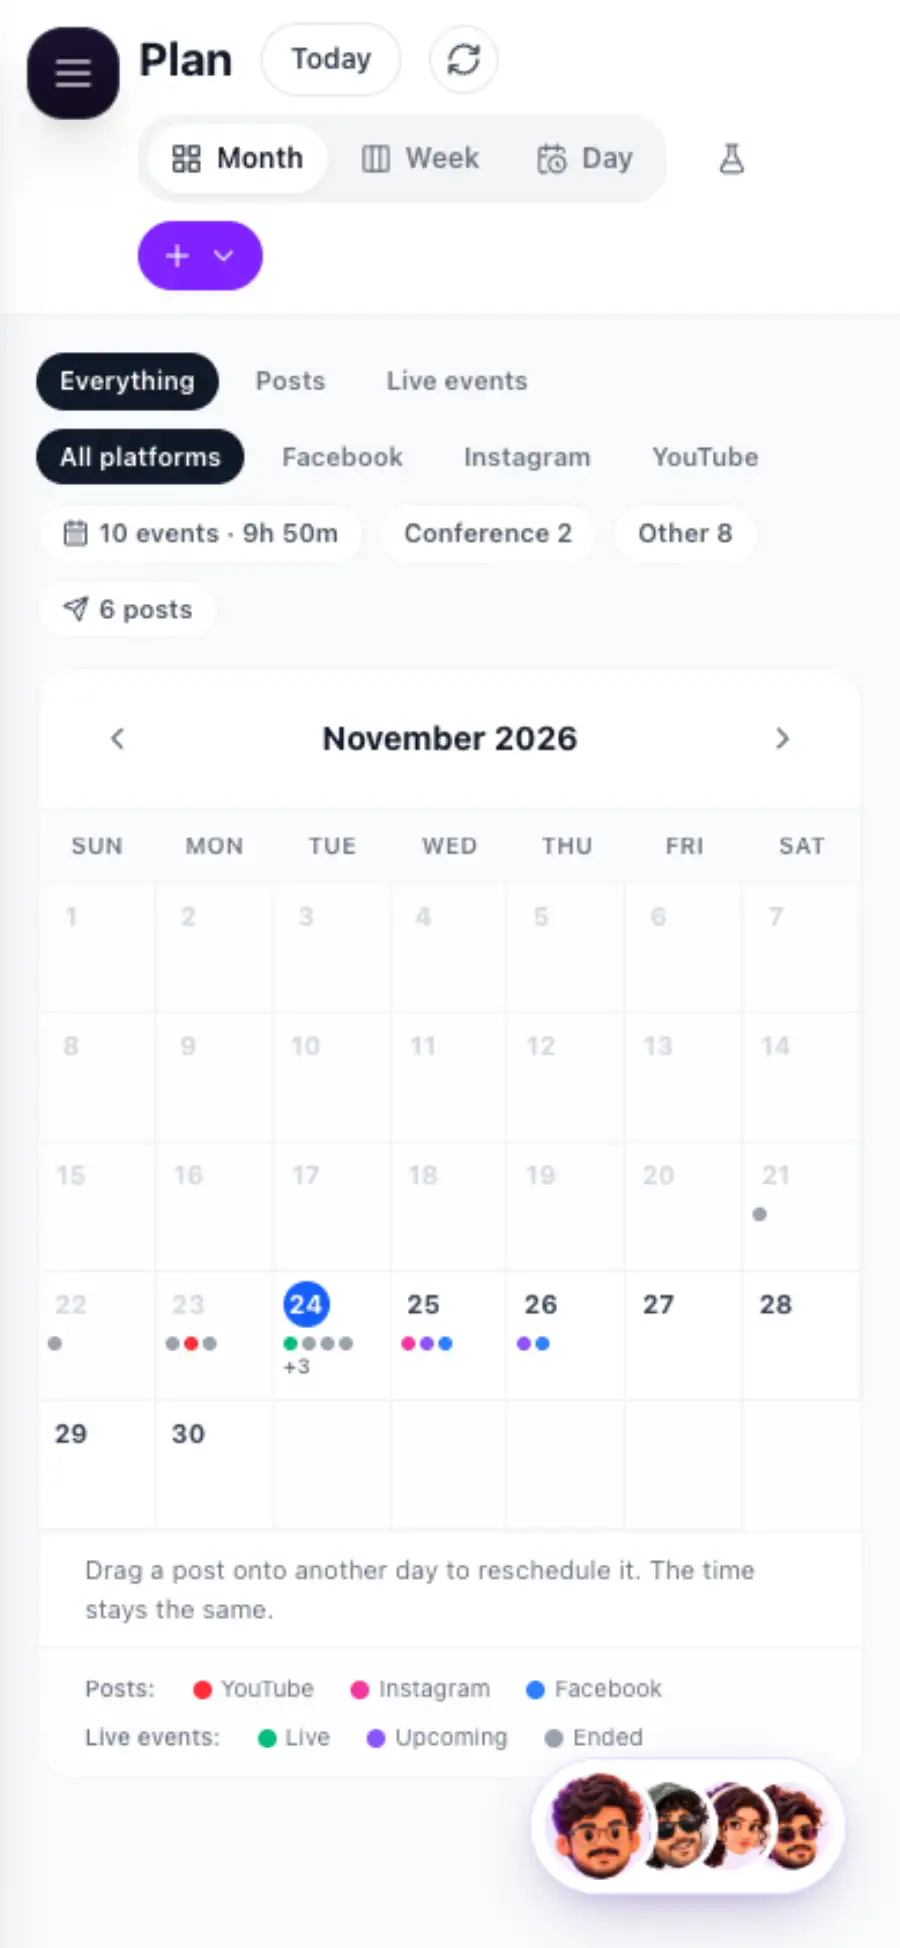 Plan Today
Month Week Day
Everything Posts Live events
All platforms Facebook Instagram YouTube
10 events · 9h 50m Conference 2 Other 8
6 posts
November 2026
SUN MON TUE WED THU FRI SAT
1 2 3 4 5 6 7
8 9 10 11 12 13 14
15 16 17 18 19 20 21
22 23 24 25 26 27 28
+3
29 30
Drag a post onto another day to reschedule it. The time
stays the same.
Posts: YouTube Instagram Facebook
Live events: Live Upcoming Ended